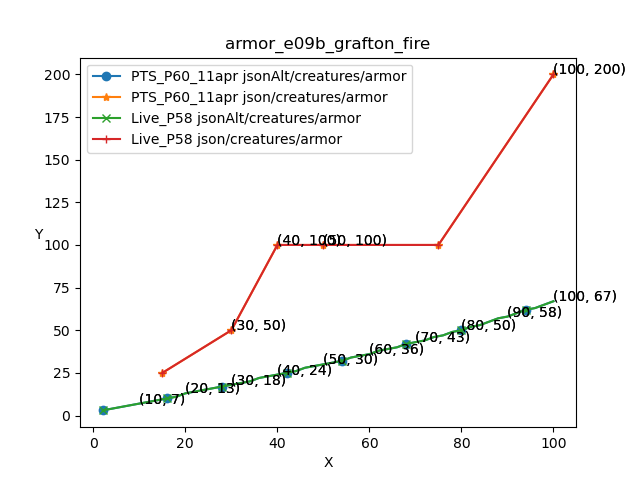 armor_e09b_grafton_fire
PTS_P60_11apr jsonAlt/creatures/armor
PTS_P60_11apr json/creatures/armor
Live_P58 jsonAlt/creatures/armor
Live_P58 json/creatures/armor
(100, 200)
(40, 100)
(50, 100)
(30, 50)
(100, 67)
(90, 58)
(80, 50)
(70, 43)
(60, 36)
(50, 30)
(40, 24)
(30, 18)
(20, 13)
(10, 7)
200
175
150
125
100
75
50
25
0
Y
0 20 40 60 80 100
X